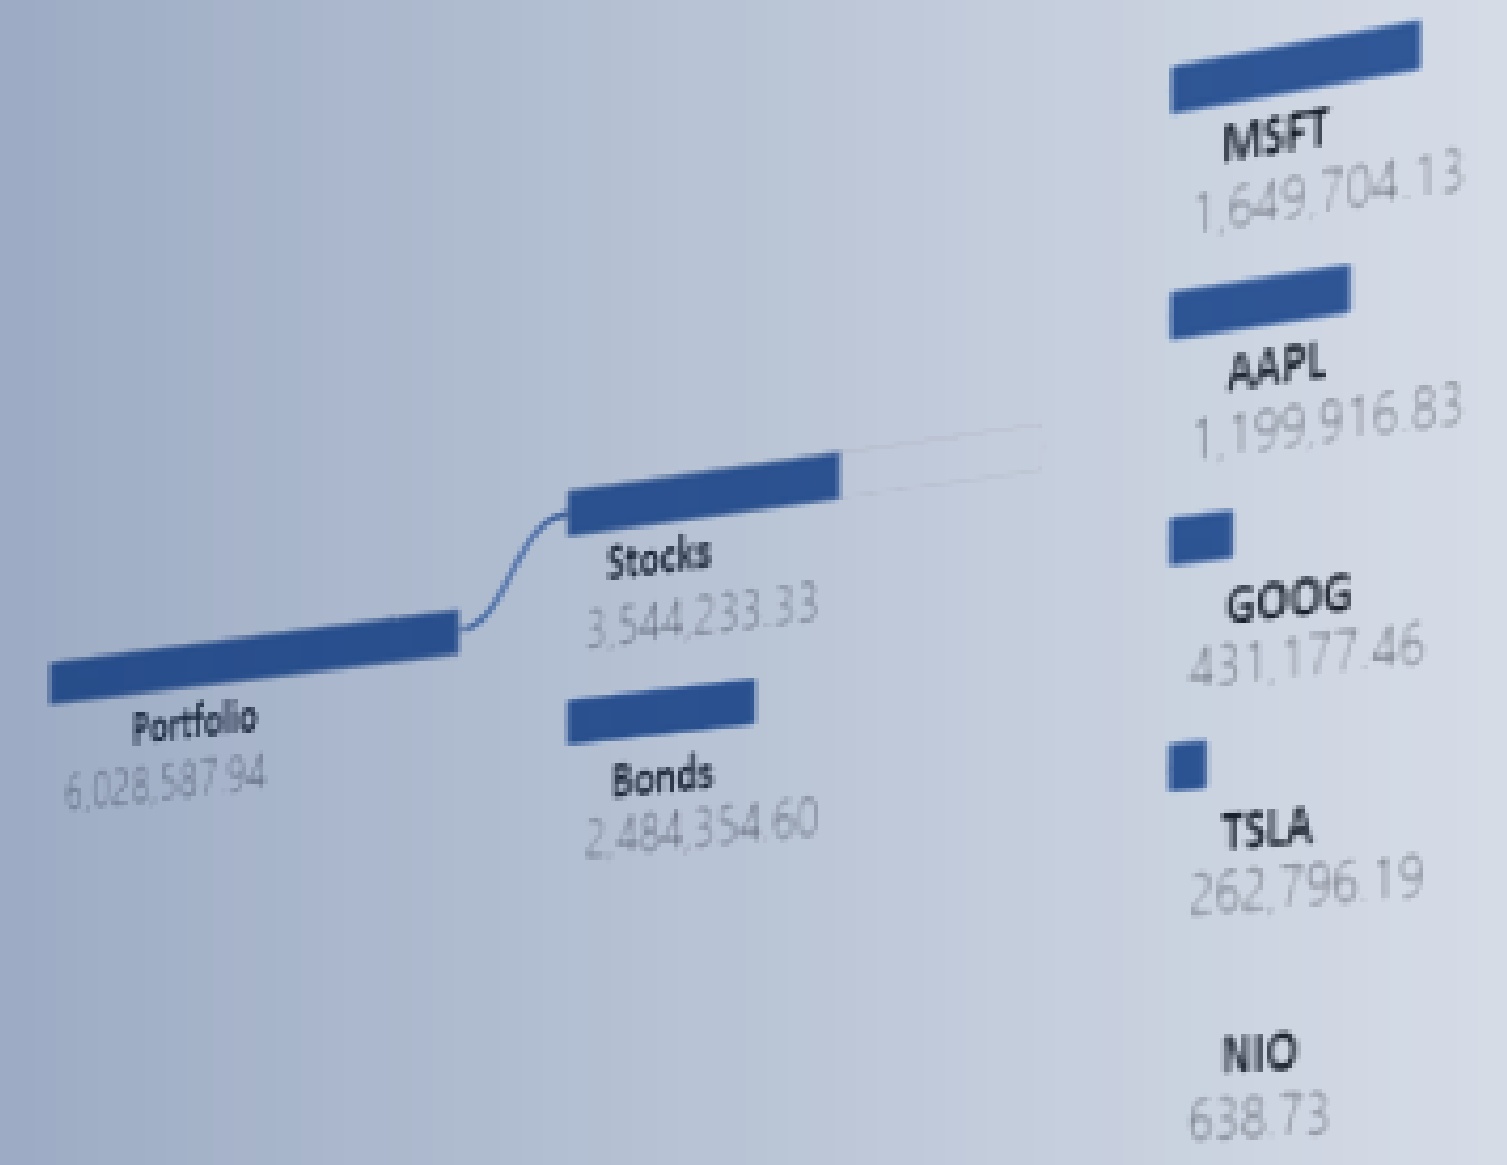 Portfolio
6,028,587.94
Stocks
3,544,233.33
Bonds
2,484,354.60
MSFT
1,649,704.13
AAPL
1,199,916.83
GOOG
431,177.46
TSLA
262,796.19
NIO
638.73